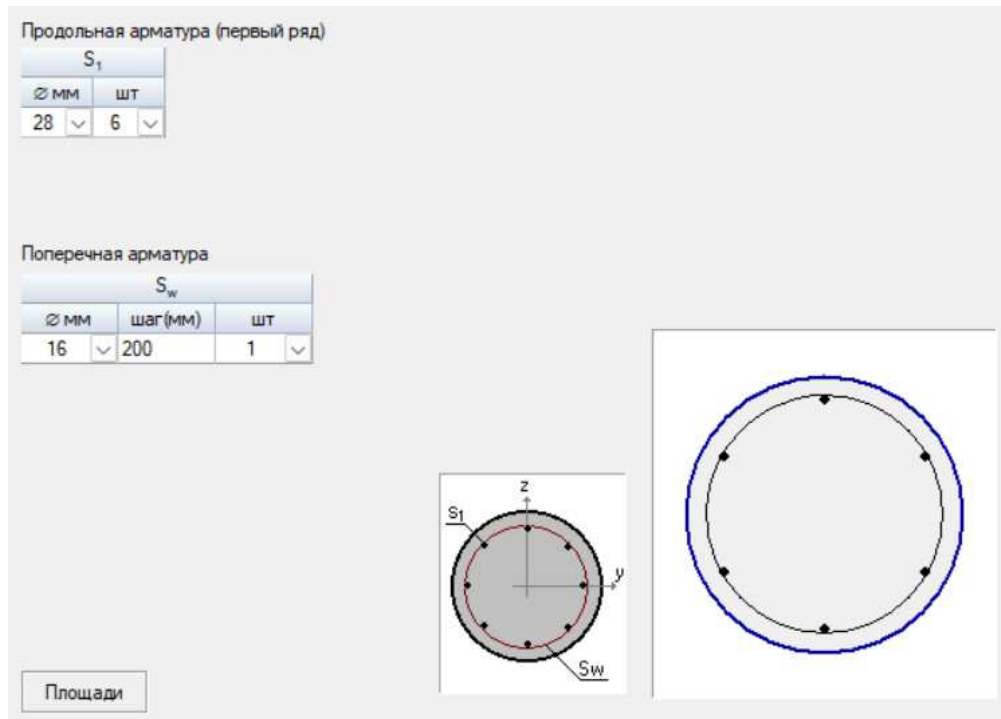 Продольная арматура (первый ряд)
S₁
∅ мм шт
28 6
Поперечная арматура
Sw
∅ мм шаг(мм) шт
16 200 1
z
S1
y
Sw
Площади